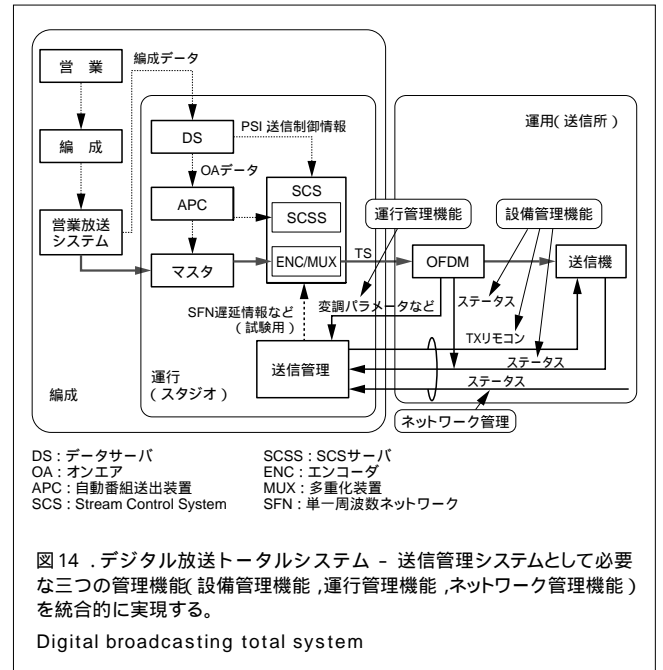 営　業
編成データ
編　成
営業放送
システム
編成
DS
PSI 送信制御情報
OAデータ
APC
マスタ
SCS
SCSS
ENC/MUX
TS
SFN遅延情報など
（試験用）
送信管理
運行
（スタジオ）
運用（送信所）
運行管理機能
設備管理機能
OFDM
送信機
変調パラメータなど
ステータス
TXリモコン
ステータス
ステータス
ネットワーク管理
DS：データサーバ
OA：オンエア
APC：自動番組送出装置
SCS：Stream Control System
SCSS：SCSサーバ
ENC：エンコーダ
MUX：多重化装置
SFN：単一周波数ネットワーク
図14 ．デジタル放送トータルシステム － 送信管理システムとして必要
な三つの管理機能（設備管理機能，運行管理機能，ネットワーク管理機能）
を統合的に実現する。
Digital broadcasting total system